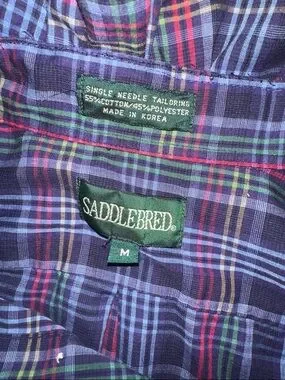 SINGLE NEEDLE TAILORING
55%COTTON/45%POLYESTER
MADE IN KOREA
SADDLEBRED®
M